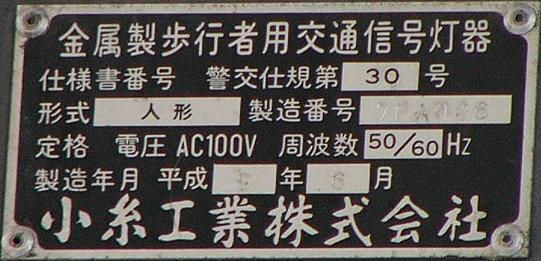 金属製歩行者用交通信号灯器
仕様書番号 警交仕規第 30 号
形式 人形 製造番号
定格 電圧 AC100V 周波数 50/60 Hz
製造年月 平成 年 月
小糸工業株式会社